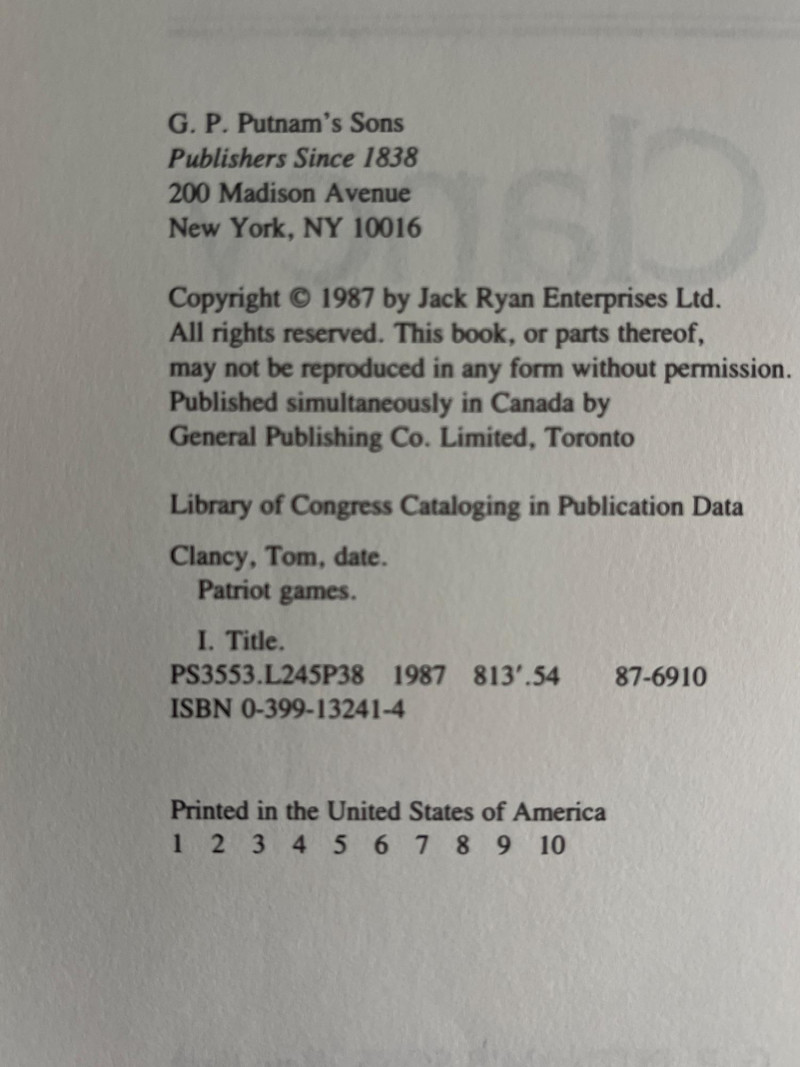 G. P. Putnam's Sons
Publishers Since 1838
200 Madison Avenue
New York, NY 10016
Copyright © 1987 by Jack Ryan Enterprises Ltd.
All rights reserved. This book, or parts thereof,
may not be reproduced in any form without permission.
Published simultaneously in Canada by
General Publishing Co. Limited, Toronto
Library of Congress Cataloging in Publication Data
Clancy, Tom, date.
Patriot games.
I. Title.
PS3553.L245P38 1987 813′.54 87-6910
ISBN 0-399-13241-4
Printed in the United States of America
1 2 3 4 5 6 7 8 9 10